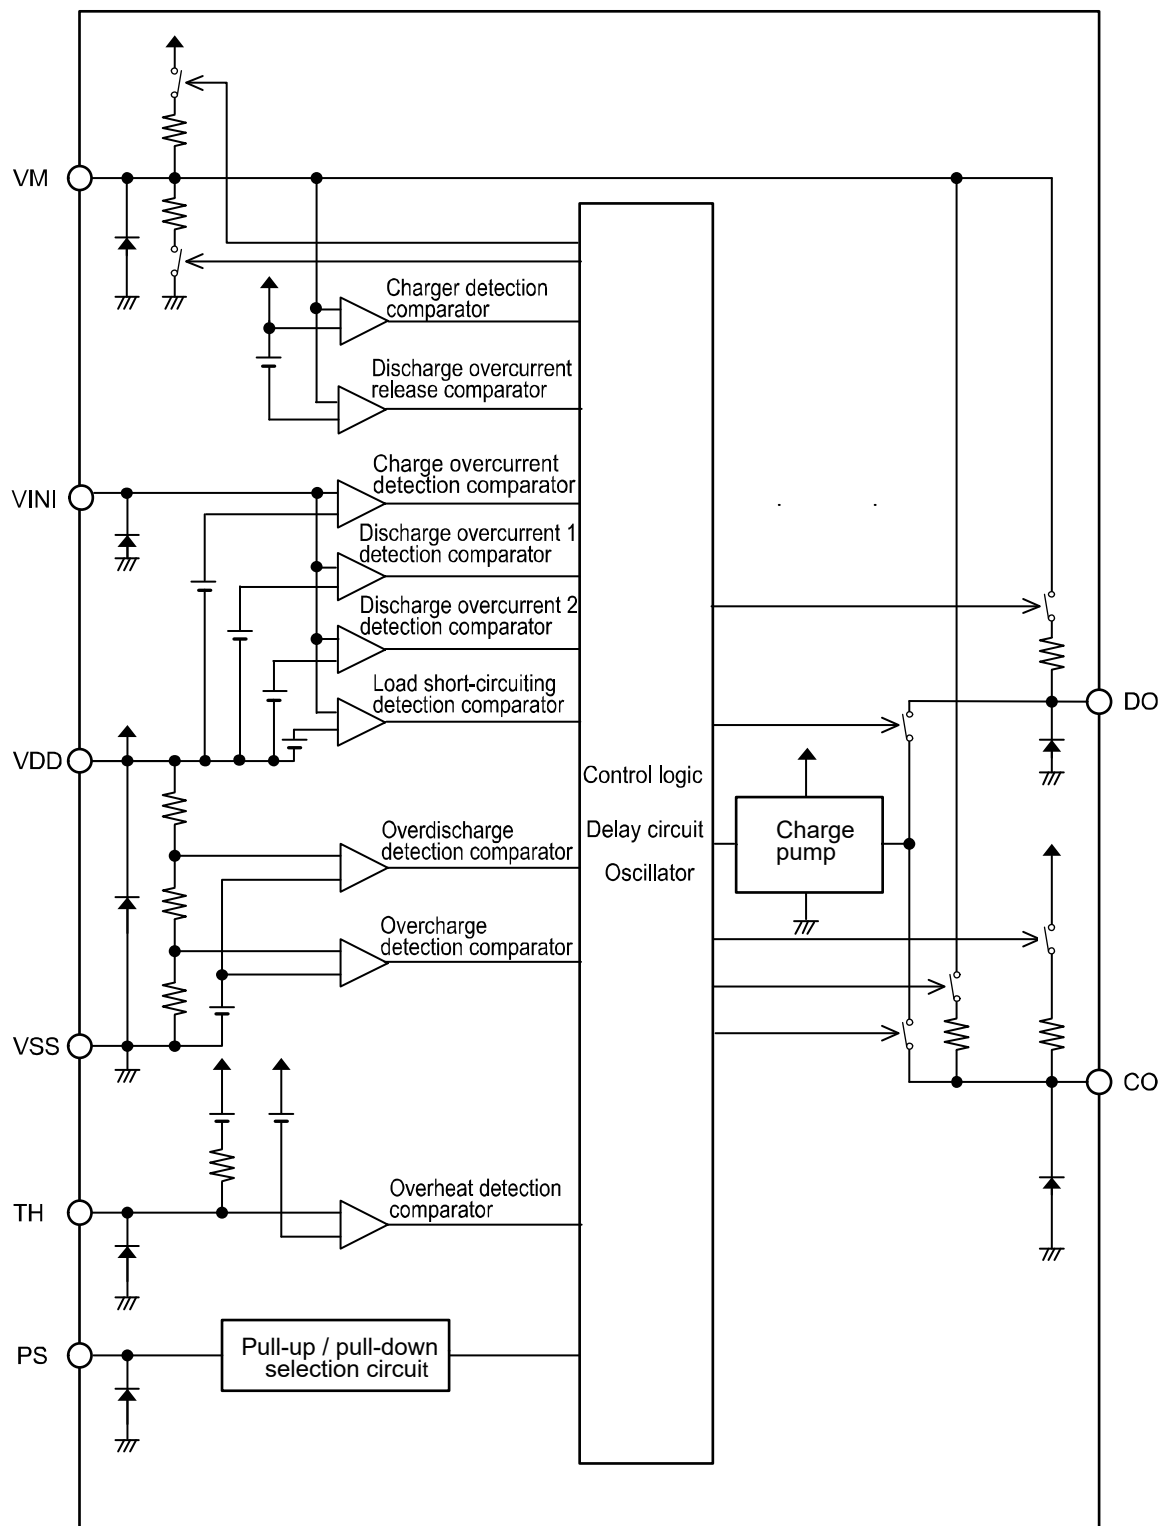 VM
Charger detection
comparator
Discharge overcurrent
release comparator
VINI
Charge overcurrent
detection comparator
Discharge overcurrent 1
detection comparator
Discharge overcurrent 2
detection comparator
Load short-circuiting
detection comparator
DO
VDD
Control logic
Delay circuit
Oscillator
Charge
pump
Overdischarge
detection comparator
Overcharge
detection comparator
VSS
CO
TH
Overheat detection
comparator
PS
Pull-up / pull-down
selection circuit